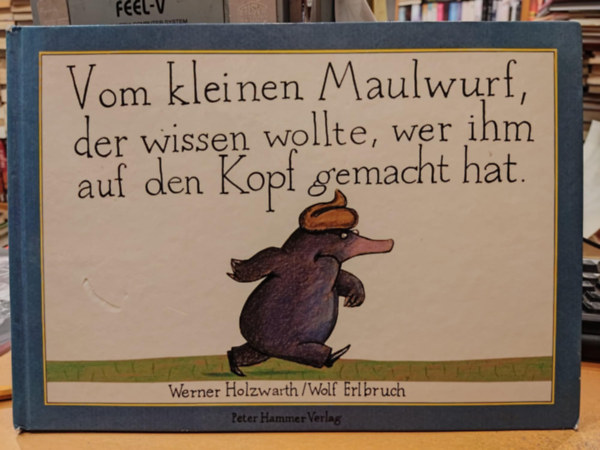 FEEL-V
Vom kleinen Maulwurf,
der wissen wollte, wer ihm
auf den Kopf gemacht hat.
Werner Holzwarth/Wolf Erlbruch
Peter Hammer Verlag